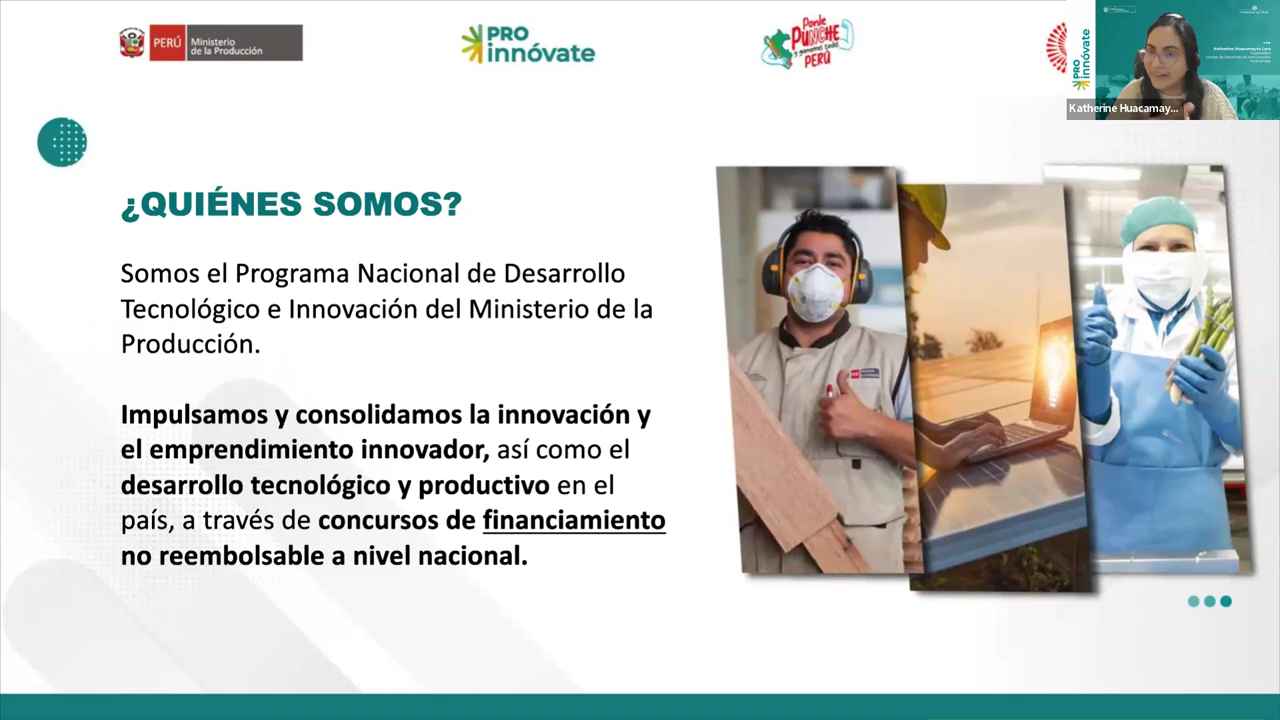 PERÚ
Ministerio
de la Producción
PRO
innóvate
Ponle
PUNCHE
y ganamos todos
PERÚ
PRO
innóvate
Katherine Huacamay...
¿QUIÉNES SOMOS?
Somos el Programa Nacional de Desarrollo
Tecnológico e Innovación del Ministerio de la
Producción.
Impulsamos y consolidamos la innovación y
el emprendimiento innovador, así como el
desarrollo tecnológico y productivo en el
país, a través de concursos de financiamiento
no reembolsable a nivel nacional.